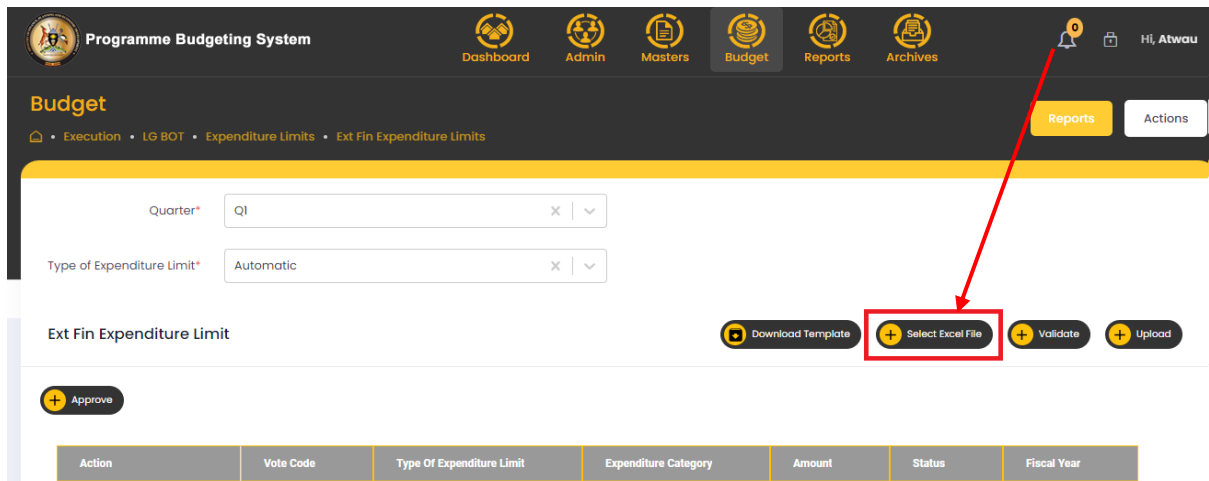 Programme Budgeting System
Dashboard Admin Masters Budget Reports Archives
0
Hi, Atwau
Budget
Reports Actions
• Execution • LG BOT • Expenditure Limits • Ext Fin Expenditure Limits
Quarter* Q1
Type of Expenditure Limit* Automatic
Ext Fin Expenditure Limit Download Template Select Excel File Validate Upload
Approve
Action Vote Code Type Of Expenditure Limit Expenditure Category Amount Status Fiscal Year